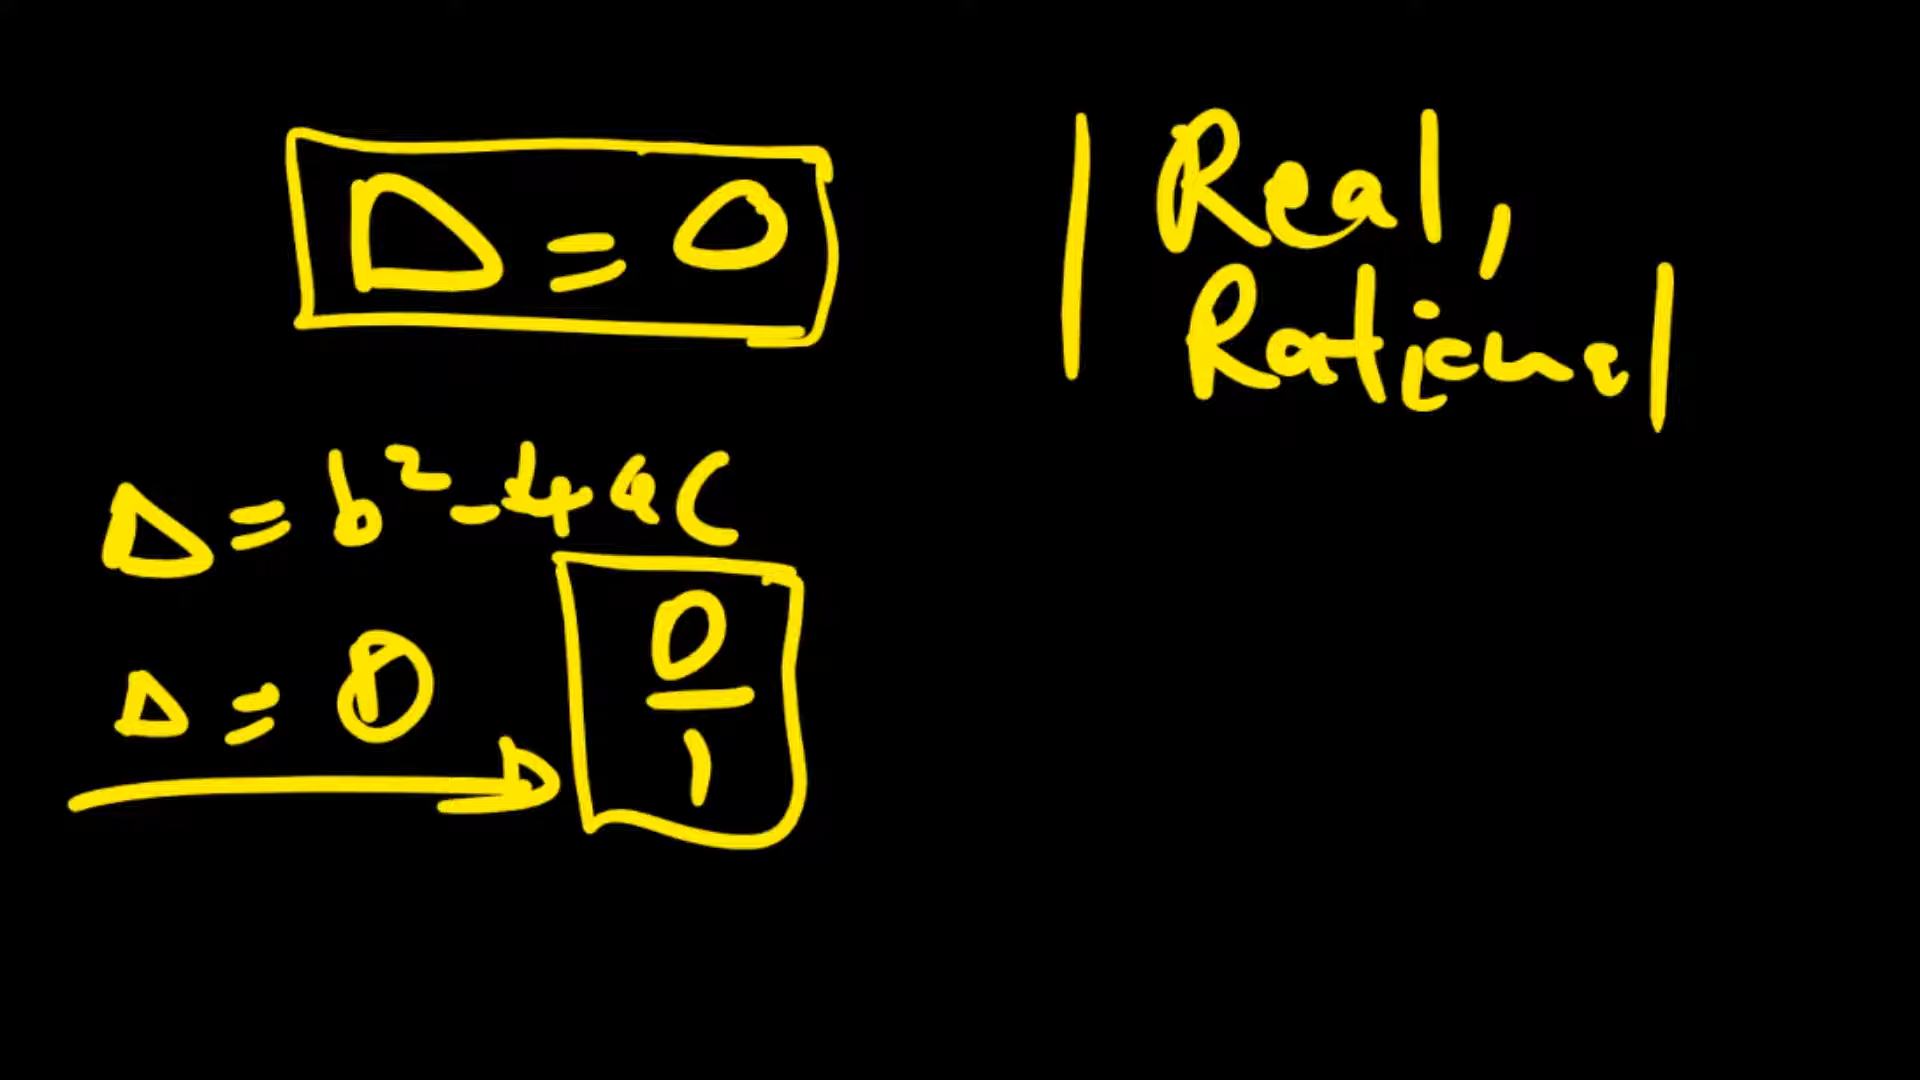 Δ = 0
Real,
Rational
Δ = b² - 4ac
Δ = 0
0
1